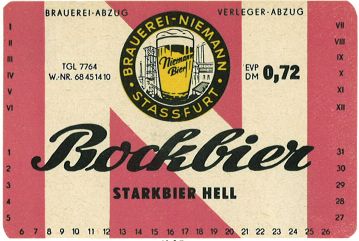 BRAUEREI-ABZUG
VERLEGER-ABZUG
I
II
III
IV
V
VI
VII
VIII
IX
X
XI
XII
BRAUEREI-NIEMANN
Niemann
Bier
STASSFURT
TGL 7764
W.-NR. 68451410
EVP
DM 0,72
Bockbier
STARKBIER HELL
1
2
3
4
5
6 7 8 9 10 11 12 13 14 15 16 17 18 19 20 21 22 23 24 25 26
31
30
29
28
27